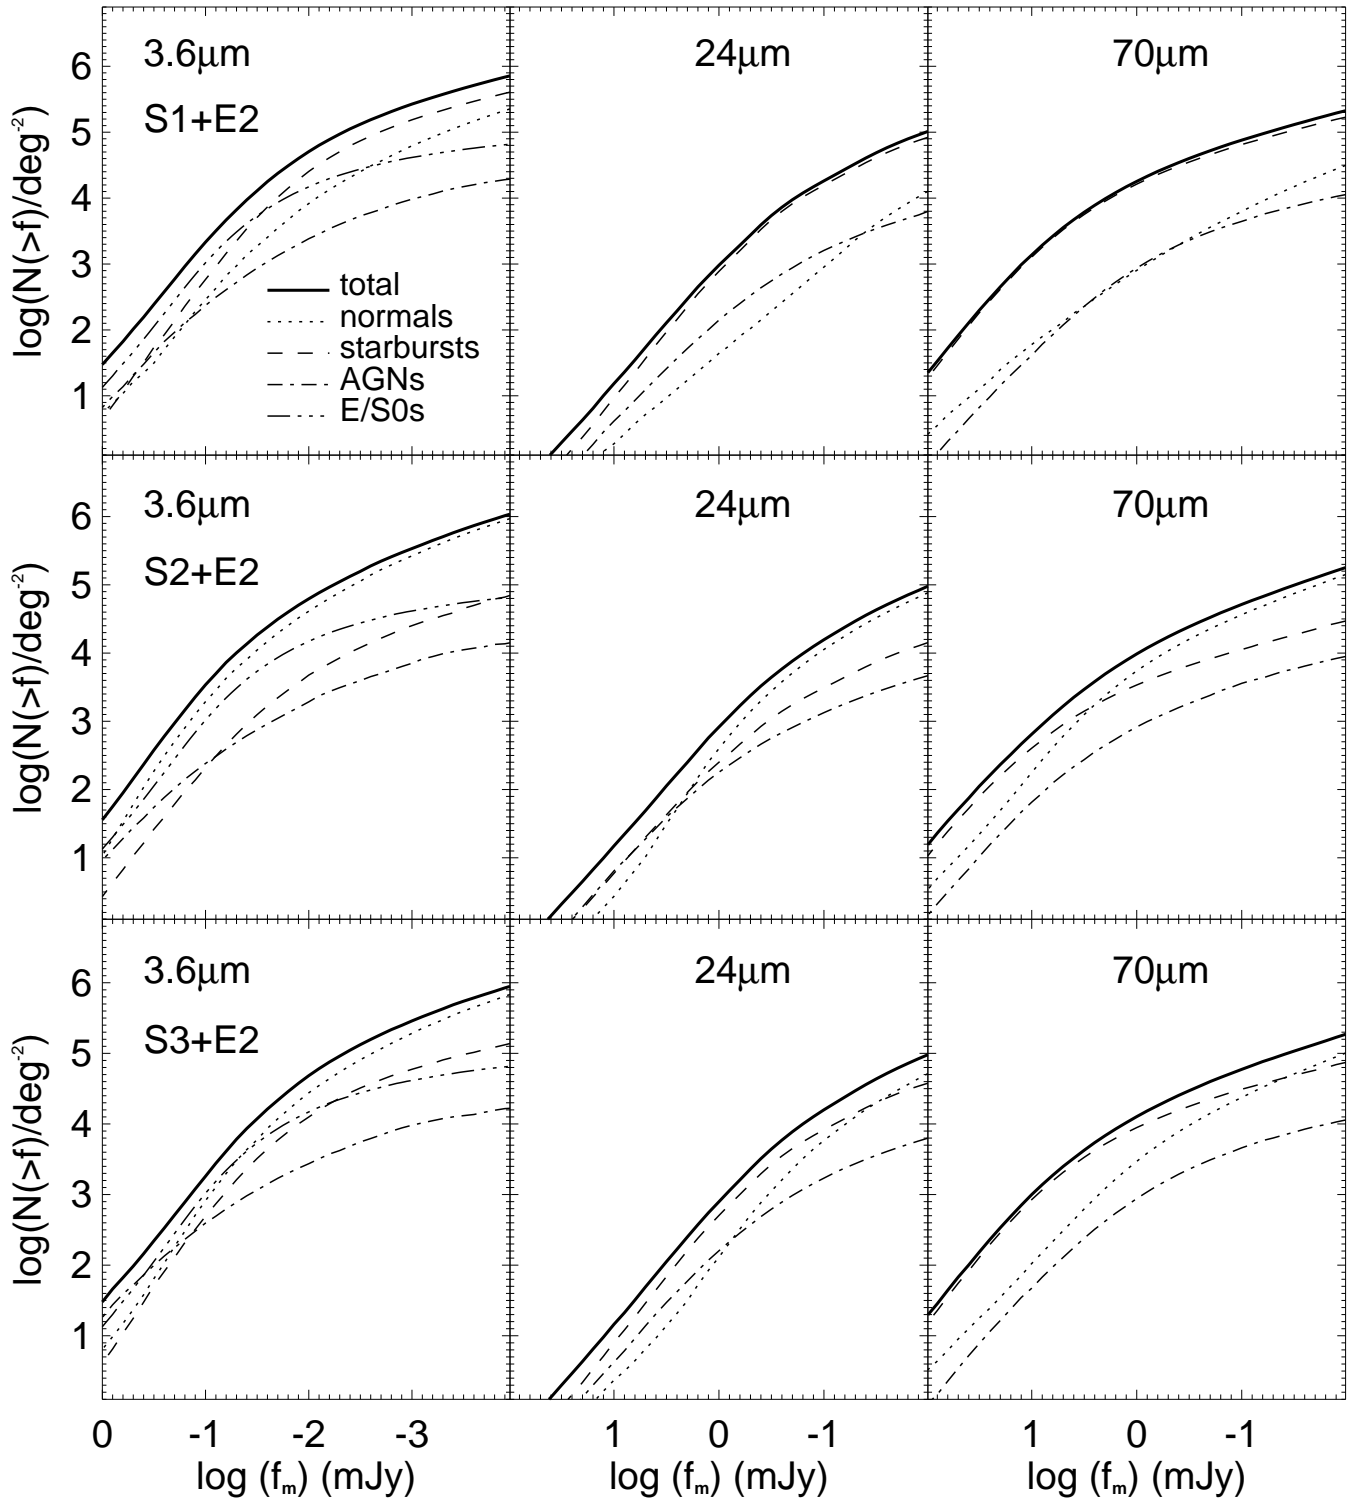 3.6μm
24μm
70μm
S1+E2
log(N(>f)/deg⁻²)
6
5
4
3
2
1
total
normals
starbursts
AGNs
E/S0s
3.6μm
24μm
70μm
S2+E2
log(N(>f)/deg⁻²)
6
5
4
3
2
1
3.6μm
24μm
70μm
S3+E2
log(N(>f)/deg⁻²)
6
5
4
3
2
1
0 -1 -2 -3
1 0 -1
1 0 -1
log (fₘ) (mJy)
log (fₘ) (mJy)
log (fₘ) (mJy)